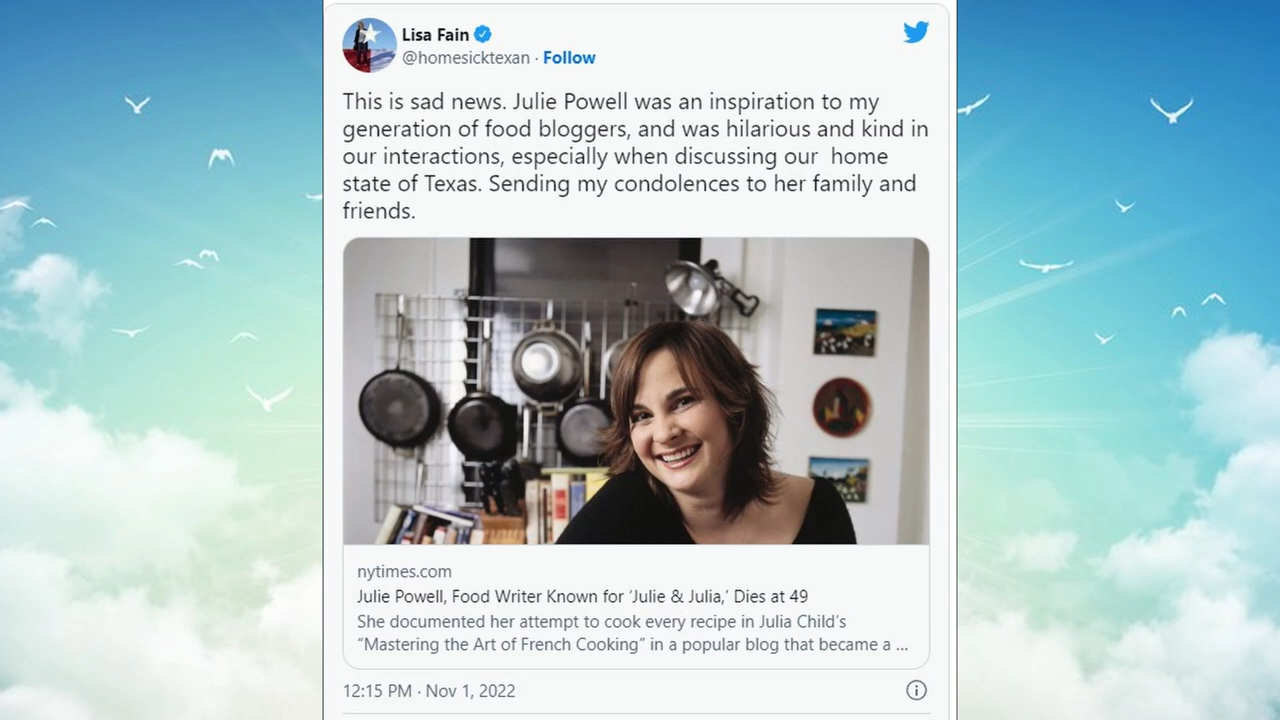 Lisa Fain
@homesicktexan · Follow
This is sad news. Julie Powell was an inspiration to my
generation of food bloggers, and was hilarious and kind in
our interactions, especially when discussing our  home
state of Texas. Sending my condolences to her family and
friends.
nytimes.com
Julie Powell, Food Writer Known for ‘Julie & Julia,’ Dies at 49
She documented her attempt to cook every recipe in Julia Child’s
“Mastering the Art of French Cooking” in a popular blog that became a ...
12:15 PM · Nov 1, 2022